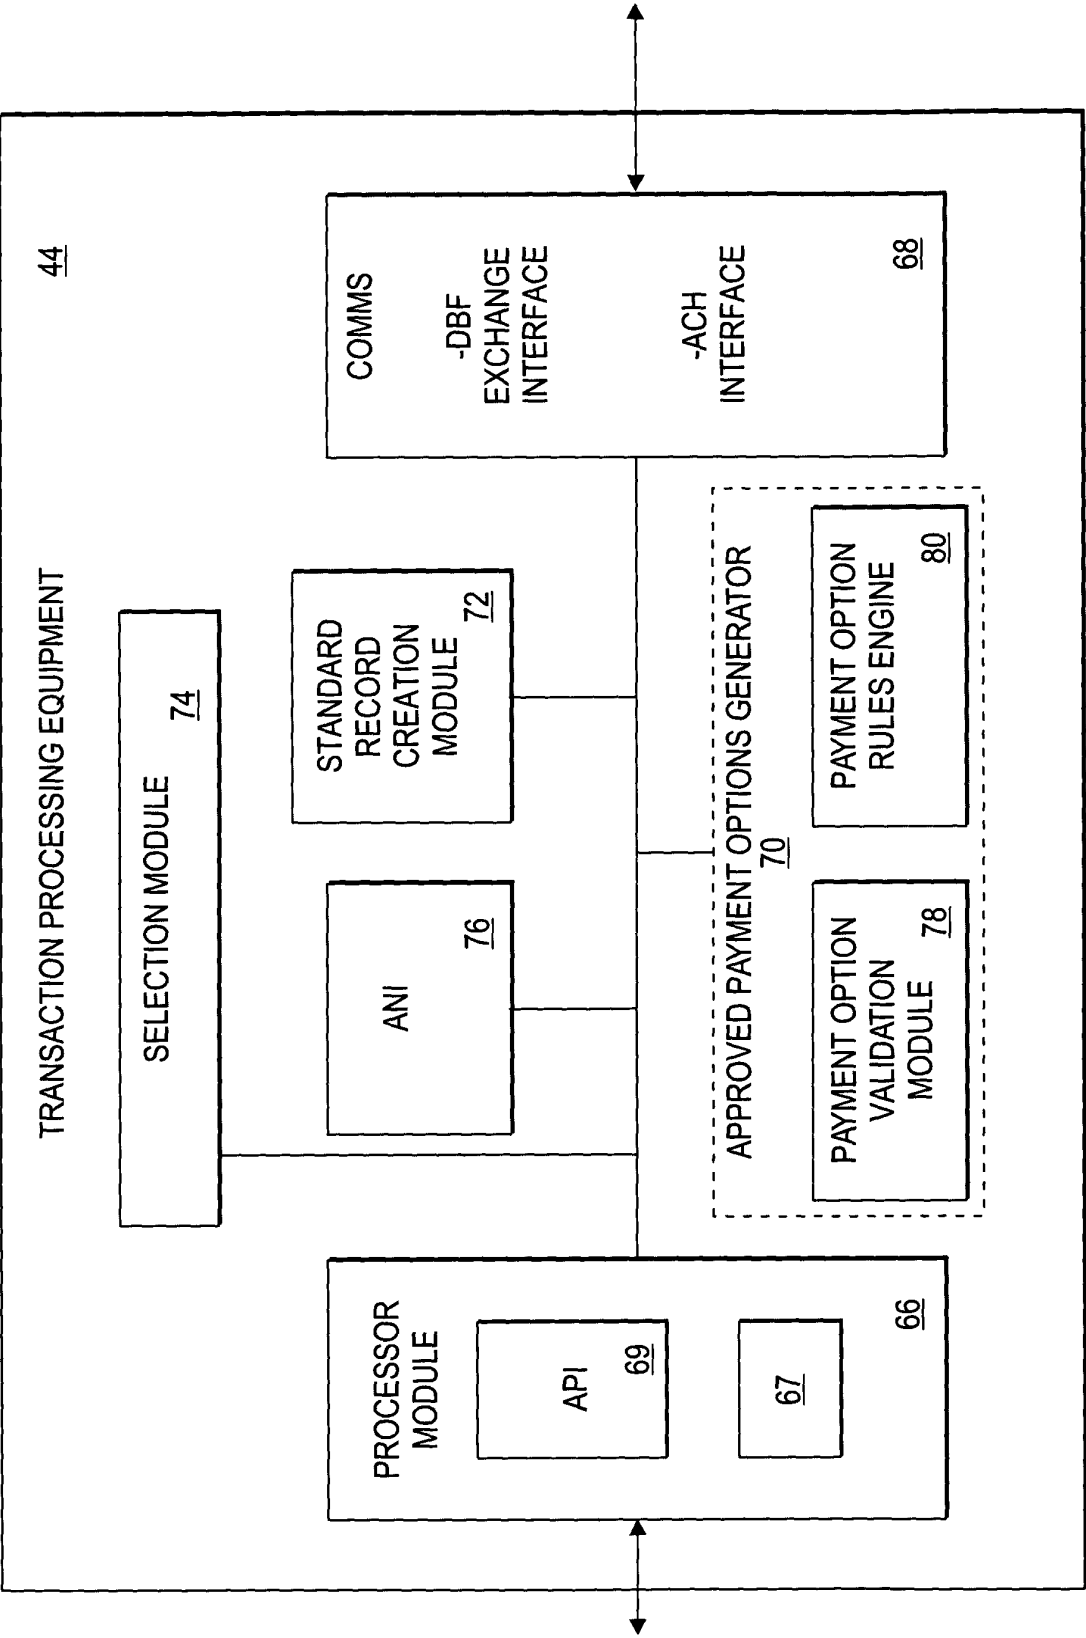 TRANSACTION PROCESSING EQUIPMENT
44
SELECTION MODULE
74
PROCESSOR
MODULE
API
69
67
66
ANI
76
STANDARD
RECORD
CREATION
MODULE
72
COMMS
-DBF
EXCHANGE
INTERFACE
-ACH
INTERFACE
68
APPROVED PAYMENT OPTIONS GENERATOR
70
PAYMENT OPTION
VALIDATION
MODULE
78
PAYMENT OPTION
RULES ENGINE
80